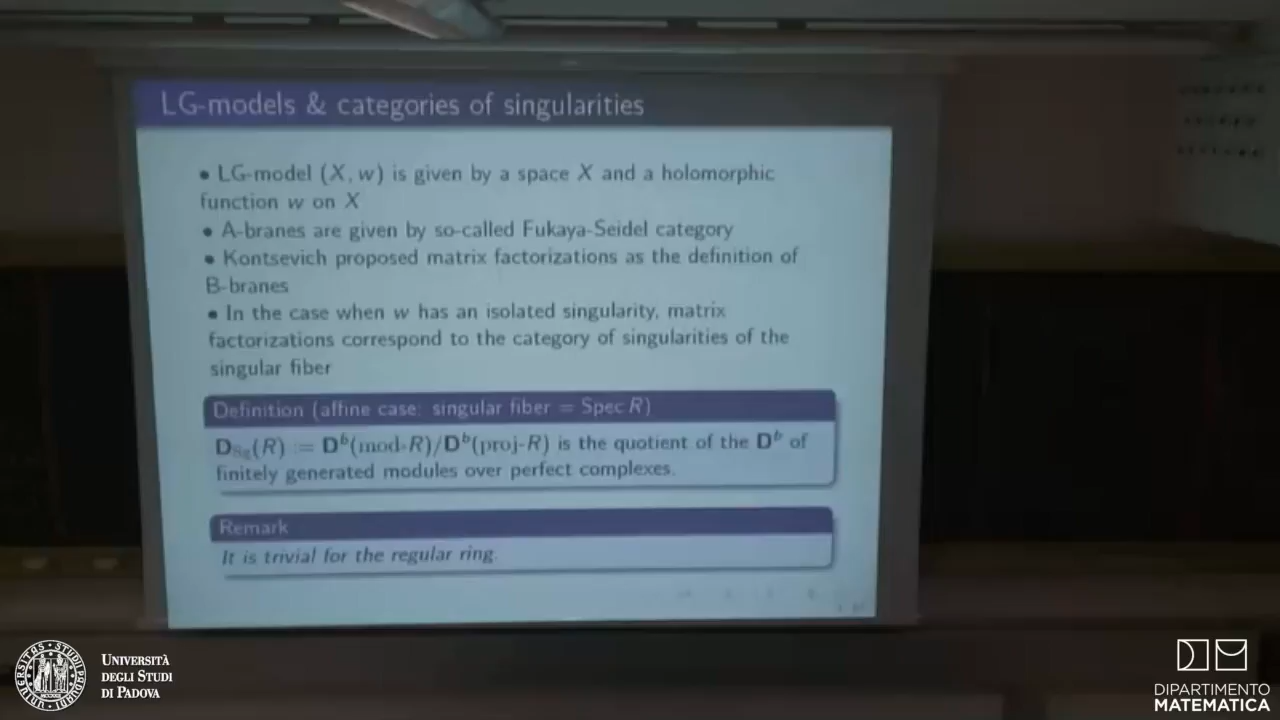 LG-models & categories of singularities
• LG-model (X, w) is given by a space X and a holomorphic
function w on X
• A-branes are given by so-called Fukaya-Seidel category
• Kontsevich proposed matrix factorizations as the definition of
B-branes
• In the case when w has an isolated singularity, matrix
factorizations correspond to the category of singularities of the
singular fiber
Definition (affine case: singular fiber = Spec R)
D_Sg(R) := D^b(mod-R)/D^b(proj-R) is the quotient of the D^b of
finitely generated modules over perfect complexes.
Remark
It is trivial for the regular ring.
UNIVERSITÀ
DEGLI STUDI
DI PADOVA
DIPARTIMENTO
MATEMATICA